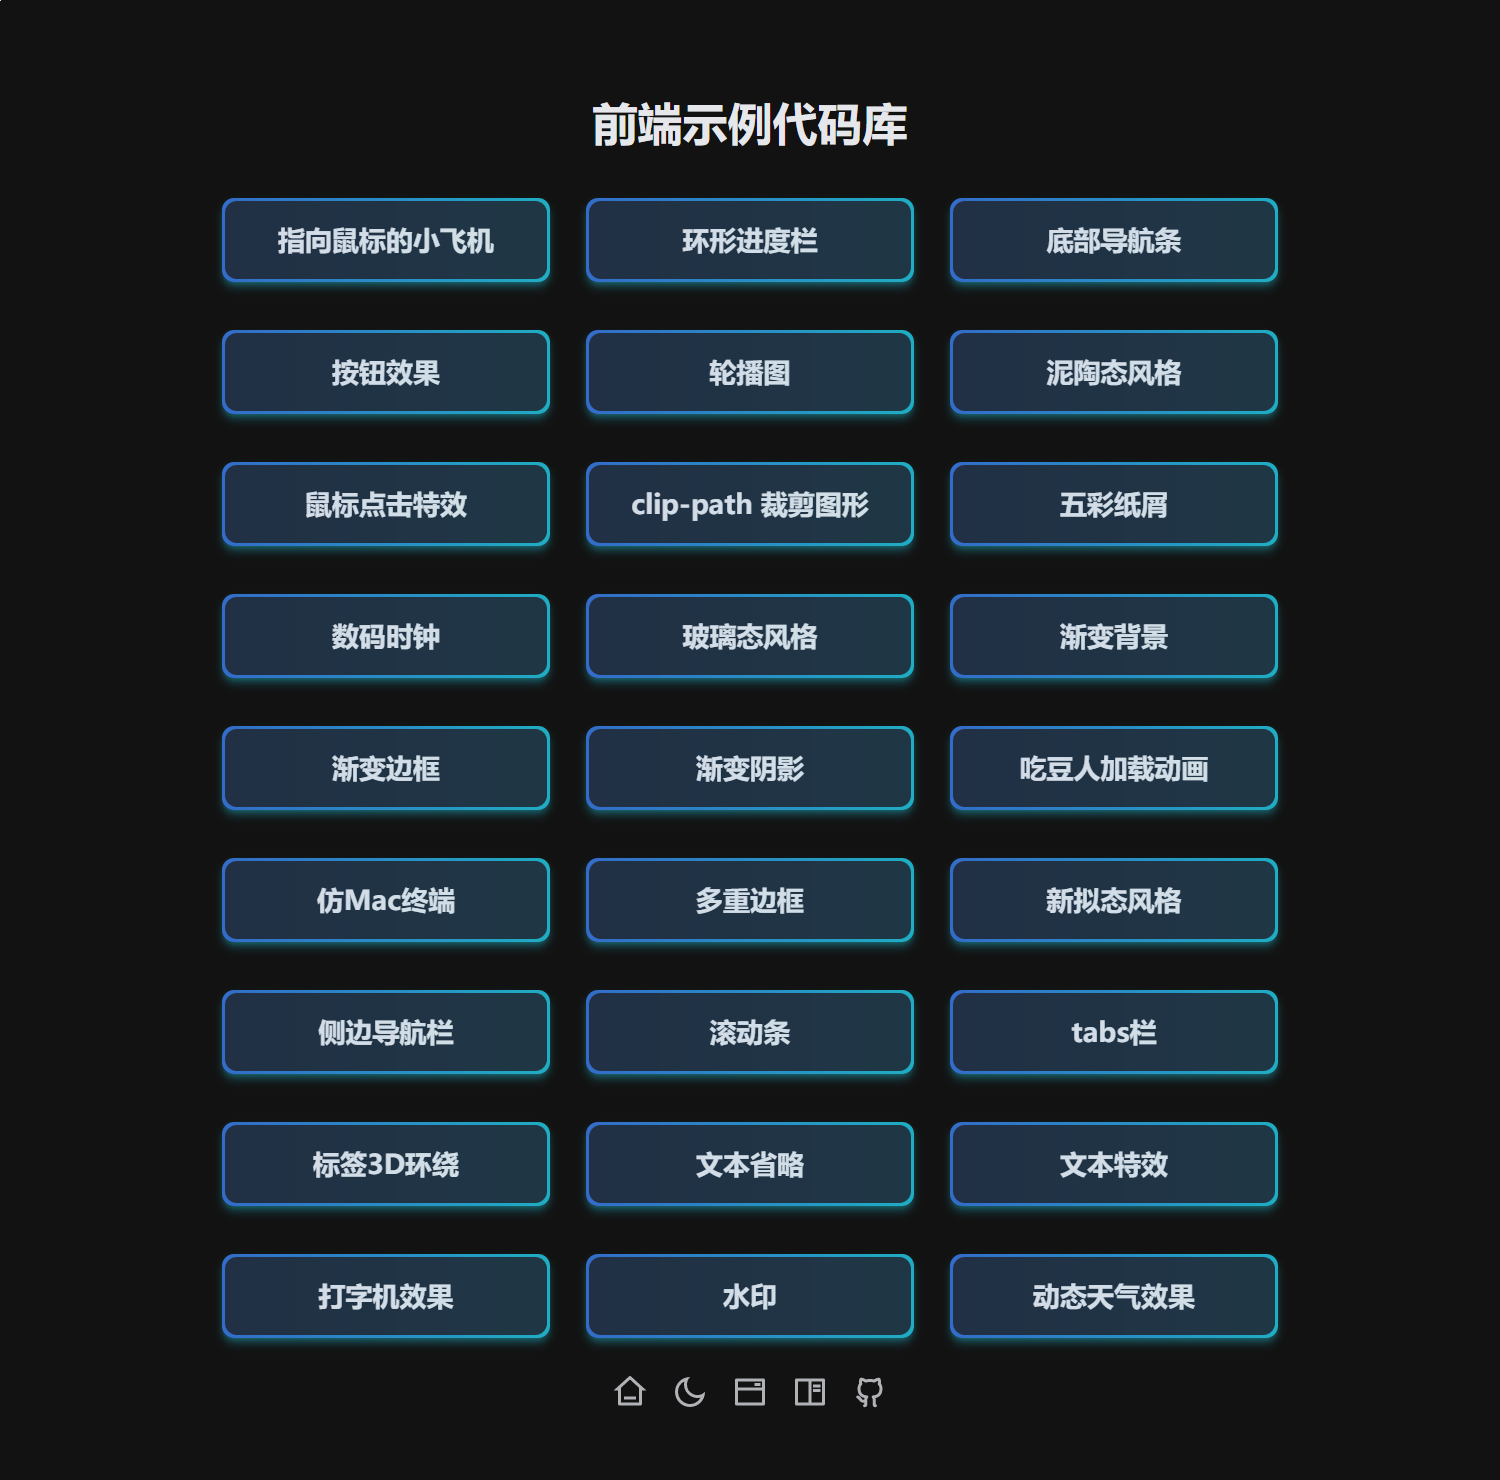 前端示例代码库
指向鼠标的小飞机
环形进度栏
底部导航条
按钮效果
轮播图
泥陶态风格
鼠标点击特效
clip-path 裁剪图形
五彩纸屑
数码时钟
玻璃态风格
渐变背景
渐变边框
渐变阴影
吃豆人加载动画
仿Mac终端
多重边框
新拟态风格
侧边导航栏
滚动条
tabs栏
标签3D环绕
文本省略
文本特效
打字机效果
水印
动态天气效果